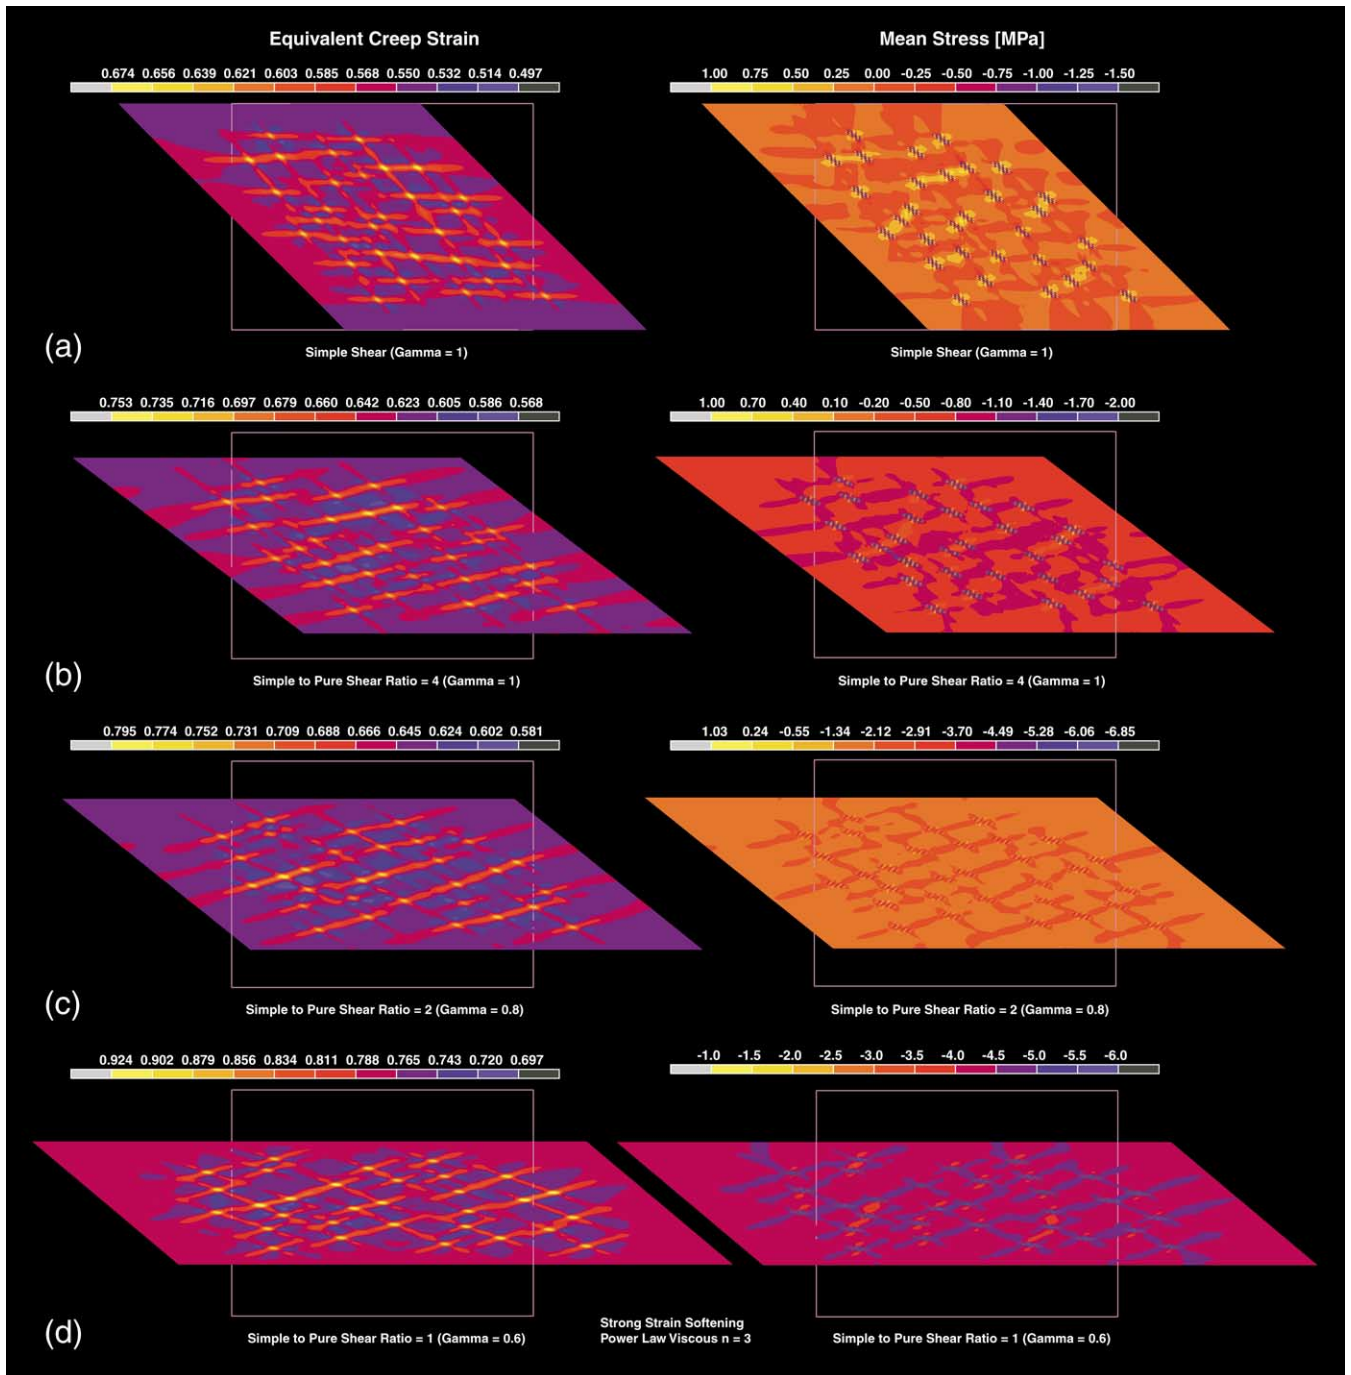 Equivalent Creep Strain
Mean Stress [MPa]
0.674 0.656 0.639 0.621 0.603 0.585 0.568 0.550 0.532 0.514 0.497
1.00 0.75 0.50 0.25 0.00 -0.25 -0.50 -0.75 -1.00 -1.25 -1.50
(a)
Simple Shear (Gamma = 1)
Simple Shear (Gamma = 1)
0.753 0.735 0.716 0.697 0.679 0.660 0.642 0.623 0.605 0.586 0.568
1.00 0.70 0.40 0.10 -0.20 -0.50 -0.80 -1.10 -1.40 -1.70 -2.00
(b)
Simple to Pure Shear Ratio = 4 (Gamma = 1)
Simple to Pure Shear Ratio = 4 (Gamma = 1)
0.795 0.774 0.752 0.731 0.709 0.688 0.666 0.645 0.624 0.602 0.581
1.03 0.24 -0.55 -1.34 -2.12 -2.91 -3.70 -4.49 -5.28 -6.06 -6.85
(c)
Simple to Pure Shear Ratio = 2 (Gamma = 0.8)
Simple to Pure Shear Ratio = 2 (Gamma = 0.8)
0.924 0.902 0.879 0.856 0.834 0.811 0.788 0.765 0.743 0.720 0.697
-1.0 -1.5 -2.0 -2.5 -3.0 -3.5 -4.0 -4.5 -5.0 -5.5 -6.0
(d)
Simple to Pure Shear Ratio = 1 (Gamma = 0.6)
Strong Strain Softening
Power Law Viscous n = 3
Simple to Pure Shear Ratio = 1 (Gamma = 0.6)